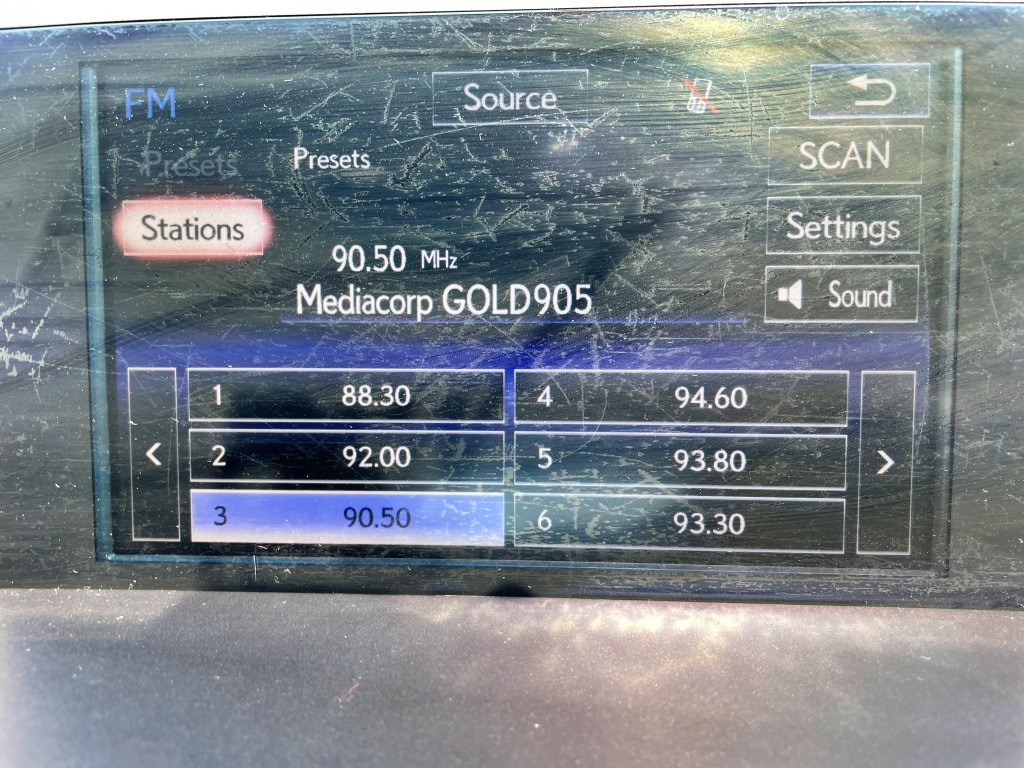 FM
Source
Presets
Presets
SCAN
Stations
Settings
90.50 MHz
Mediacorp GOLD905
Sound
1 88.30
4 94.60
2 92.00
5 93.80
3 90.50
6 93.30